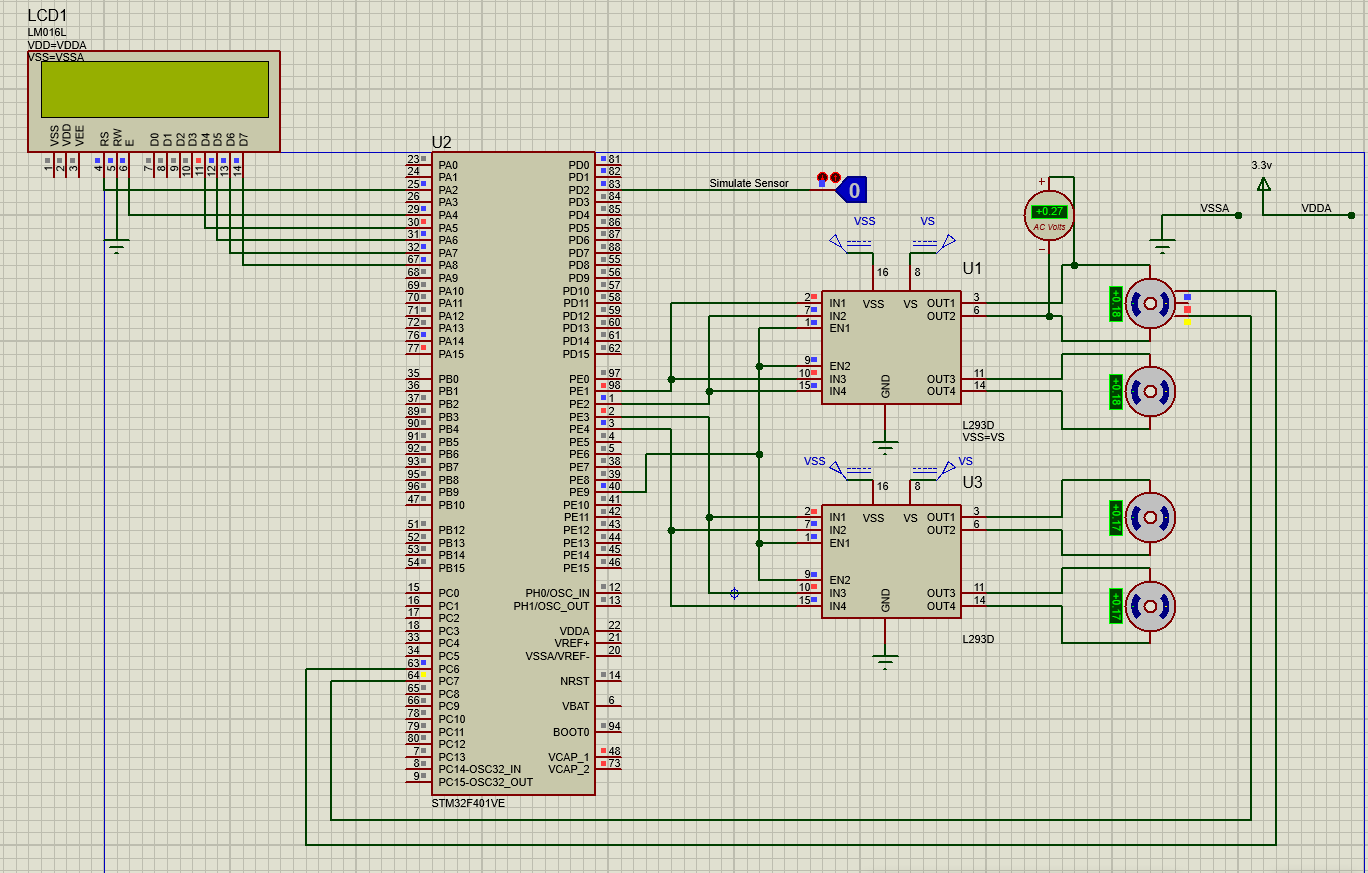 LCD1
LM016L
VDD=VDDA
VSS=VSSA
VSS VDD VEE RS RW E D0 D1 D2 D3 D4 D5 D6 D7
1 2 3 4 5 6 7 8 9 10 11 12 13 14
U2
23 PA0 PD0 81
24 PA1 PD1 82
25 PA2 PD2 83
26 PA3 PD3 84
29 PA4 PD4 85
30 PA5 PD5 86
31 PA6 PD6 87
32 PA7 PD7 88
67 PA8 PD8 55
68 PA9 PD9 56
69 PA10 PD10 57
70 PA11 PD11 58
71 PA12 PD12 59
72 PA13 PD13 60
76 PA14 PD14 61
77 PA15 PD15 62
35 PB0 PE0 97
36 PB1 PE1 98
37 PB2 PE2 1
89 PB3 PE3 2
90 PB4 PE4 3
91 PB5 PE5 4
92 PB6 PE6 5
93 PB7 PE7 38
95 PB8 PE8 39
96 PB9 PE9 40
47 PB10 PE10 41
PE11 42
51 PB12 PE12 43
52 PB13 PE13 44
53 PB14 PE14 45
54 PB15 PE15 46
15 PC0 PH0/OSC_IN 12
16 PC1 PH1/OSC_OUT 13
17 PC2
18 PC3 VDDA 22
33 PC4 VREF+ 21
34 PC5 VSSA/VREF- 20
63 PC6
64 PC7 NRST 14
65 PC8
66 PC9 VBAT 6
78 PC10
79 PC11 BOOT0 94
80 PC12
7 PC13 VCAP_1 48
8 PC14-OSC32_IN VCAP_2 73
9 PC15-OSC32_OUT
STM32F401VE
Simulate Sensor
0
VSS VS
16 8
U1
2 IN1 VSS VS OUT1 3
7 IN2 OUT2 6
1 EN1
9 EN2
10 IN3 OUT3 11
15 IN4 OUT4 14
GND
L293D
VSS=VS
VSS VS
16 8
U3
2 IN1 VSS VS OUT1 3
7 IN2 OUT2 6
1 EN1
9 EN2
10 IN3 OUT3 11
15 IN4 OUT4 14
GND
L293D
+
+0.27
AC Volts
-
3.3v
VSSA
VDDA
+0.18
+0.18
+0.17
+0.17